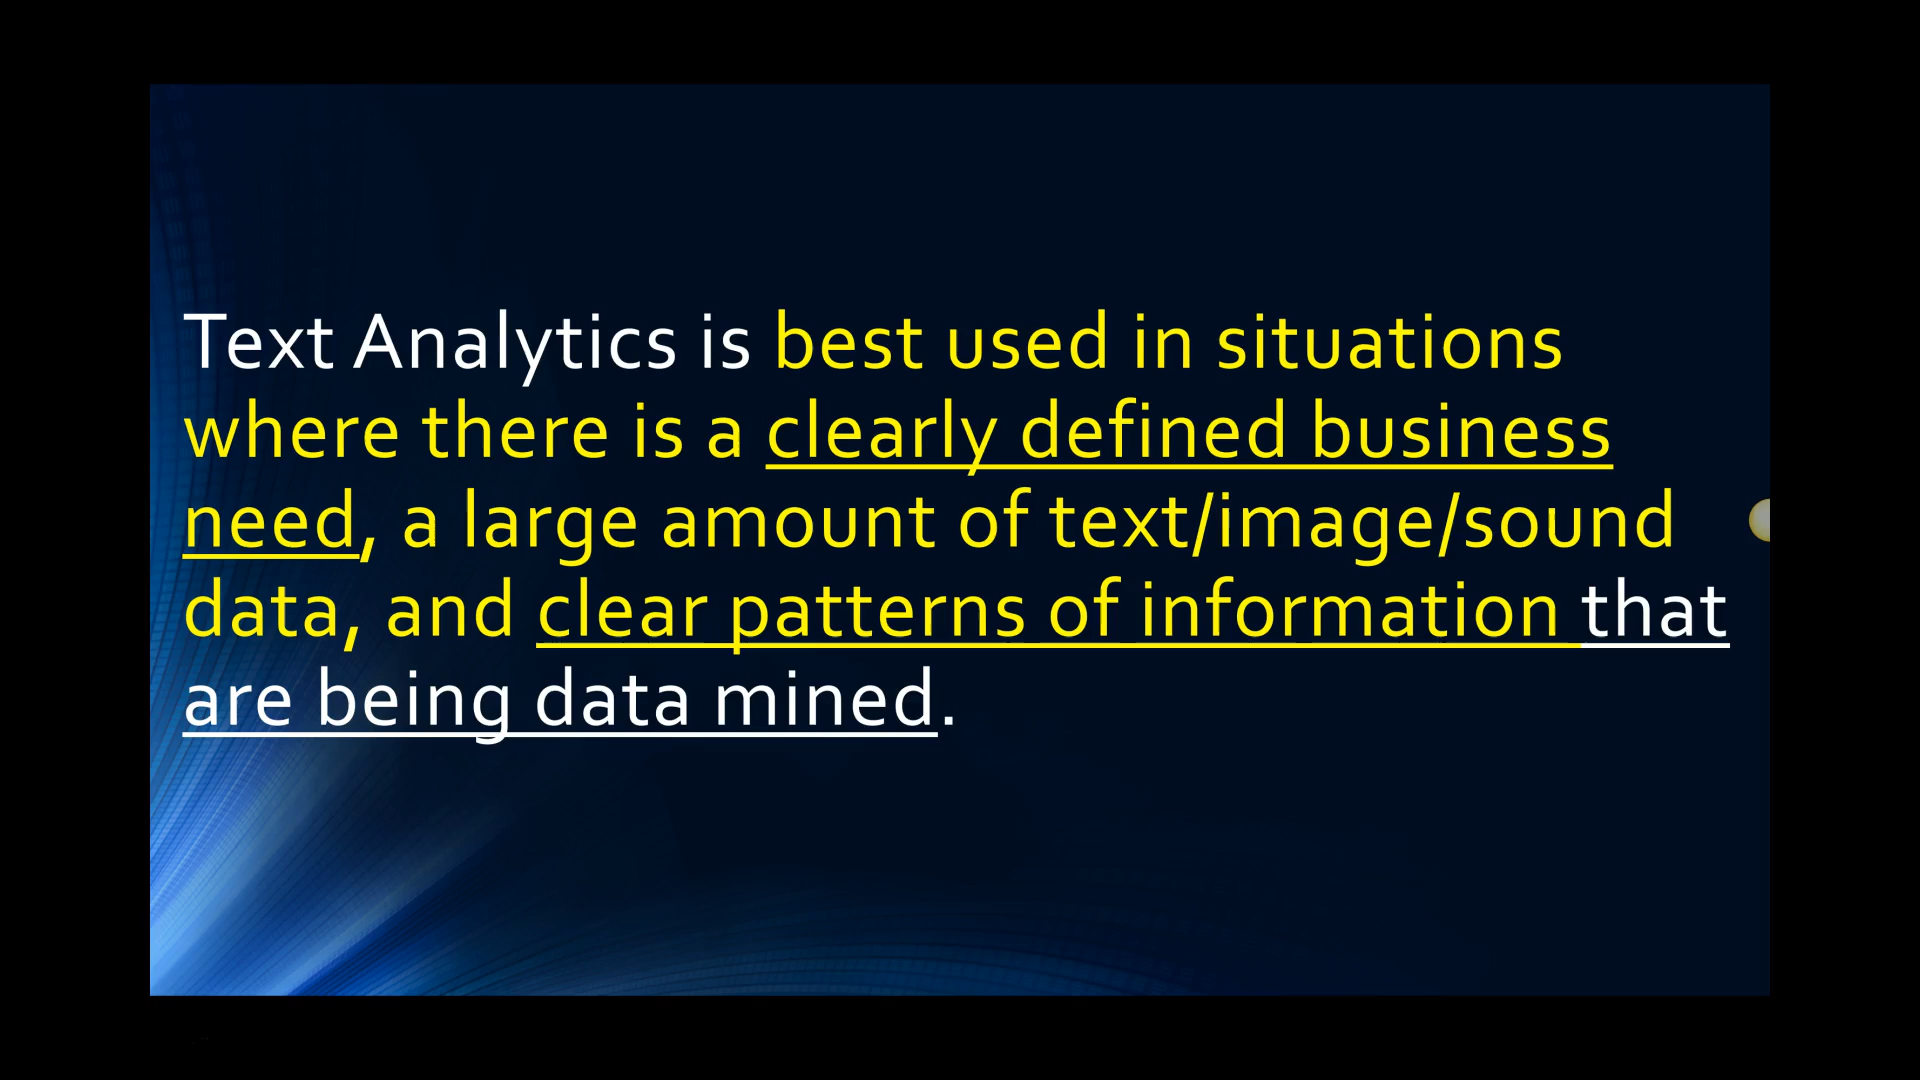 Text Analytics is best used in situations
where there is a clearly defined business
need, a large amount of text/image/sound
data, and clear patterns of information that
are being data mined.